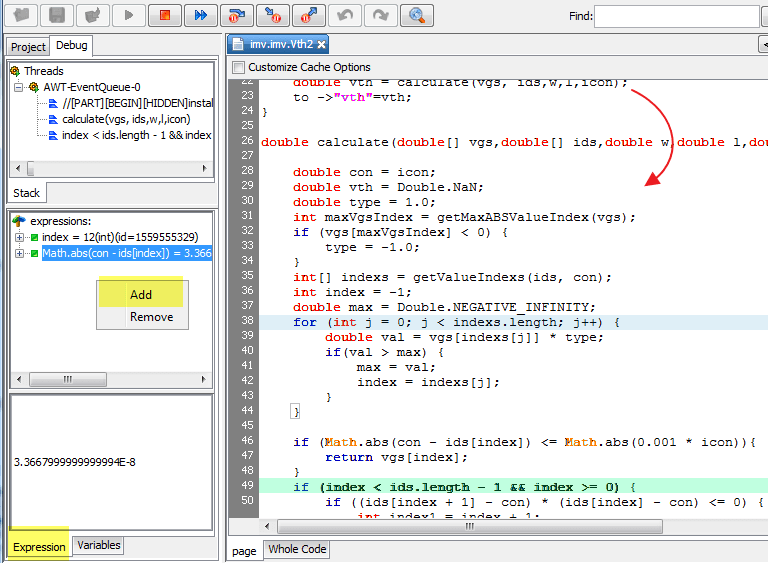 Find:
Project Debug
Threads
AWT-EventQueue-0
//[PART][BEGIN][HIDDEN]instal
calculate(vgs, ids,w,l,icon)
index < ids.length - 1 && index
Stack
expressions:
index = 12(int)(id=1559555329)
Math.abs(con - ids[index]) = 3.366
Add
Remove
3.3667999999999994E-8
Expression Variables
imv.imv.Vth2
Customize Cache Options
22 double vth = calculate(vgs, ids,w,l,icon);
23 to ->"vth"=vth;
24 }
25
26 double calculate(double[] vgs,double[] ids,double w,double l,dou
27
28 double con = icon;
29 double vth = Double.NaN;
30 double type = 1.0;
31 int maxVgsIndex = getMaxABSValueIndex(vgs);
32 if (vgs[maxVgsIndex] < 0) {
33 type = -1.0;
34 }
35 int[] indexs = getValueIndexs(ids, con);
36 int index = -1;
37 double max = Double.NEGATIVE_INFINITY;
38 for (int j = 0; j < indexs.length; j++) {
39 double val = vgs[indexs[j]] * type;
40 if(val > max) {
41 max = val;
42 index = indexs[j];
43 }
44 }
45
46 if (Math.abs(con - ids[index]) <= Math.abs(0.001 * icon)){
47 return vgs[index];
48 }
49 if (index < ids.length - 1 && index >= 0) {
50 if ((ids[index + 1] - con) * (ids[index] - con) <= 0) {
int index1 = index + 1;
page Whole Code